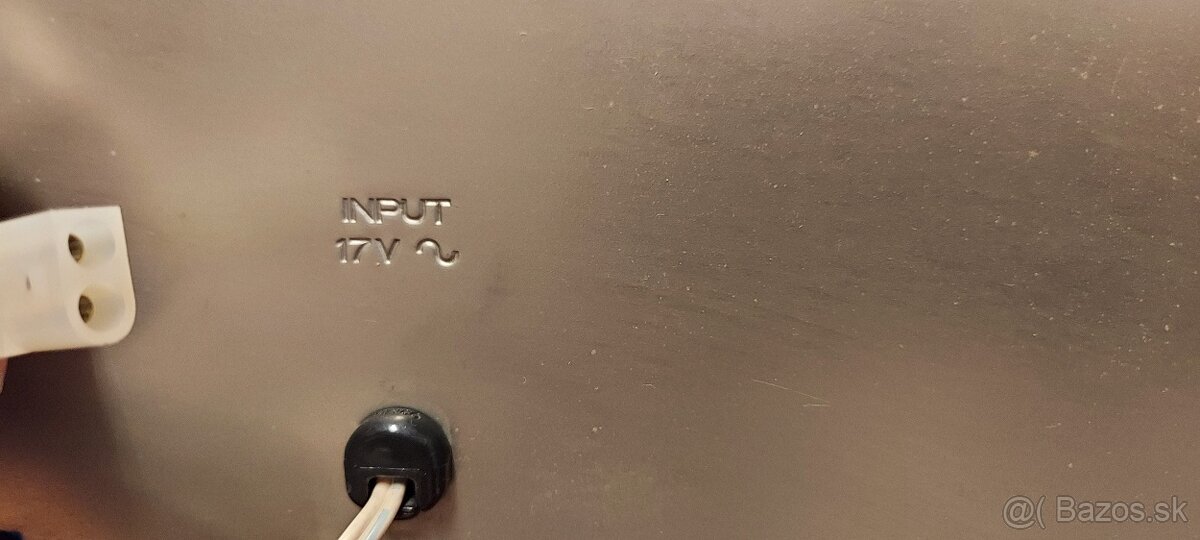 INPUT
17V ∿
@( Bazos.sk